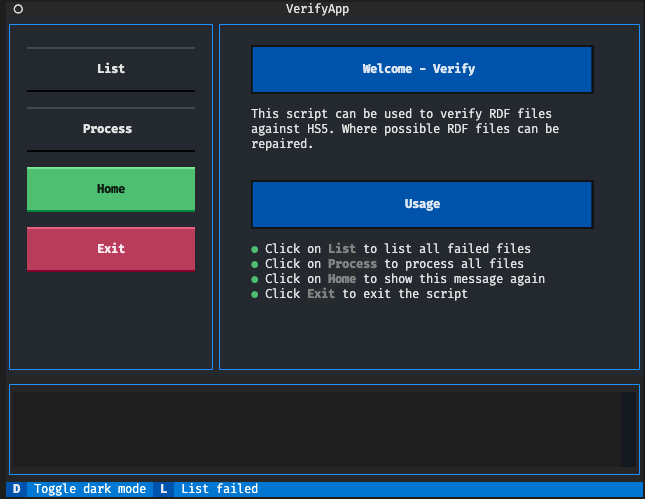 VerifyApp
List
Process
Home
Exit
Welcome - Verify
This script can be used to verify RDF files
against HS5. Where possible RDF files can be
repaired.
Usage
● Click on List to list all failed files
● Click on Process to process all files
● Click on Home to show this message again
● Click Exit to exit the script
D Toggle dark mode L List failed